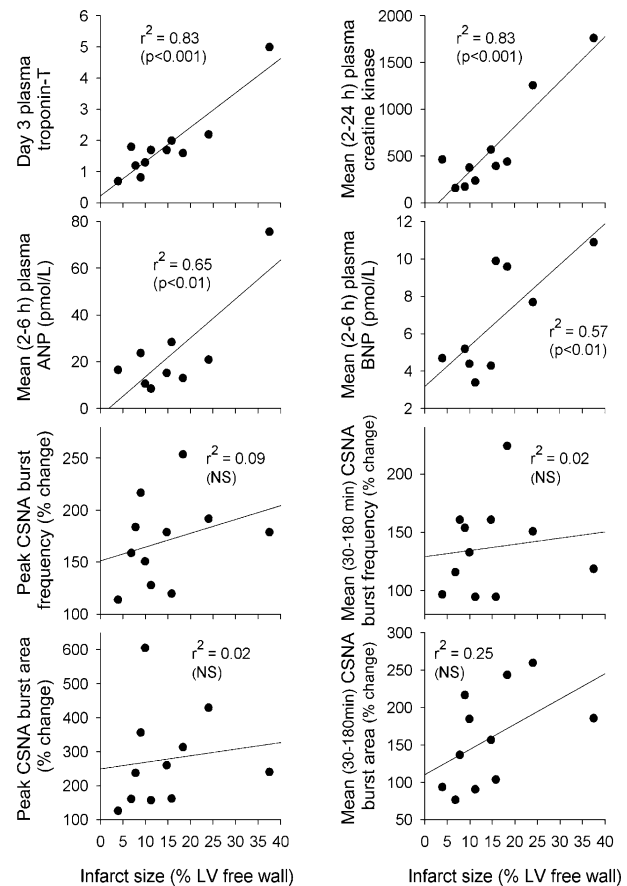 Day 3 plasma
troponin-T
6
5
4
3
2
1
0
r² = 0.83
(p<0.001)
Mean (2-24 h) plasma
creatine kinase
2000
1500
1000
500
0
r² = 0.83
(p<0.001)
Mean (2-6 h) plasma
ANP (pmol/L)
80
60
40
20
0
r² = 0.65
(p<0.01)
Mean (2-6 h) plasma
BNP (pmol/L)
12
10
8
6
4
2
r² = 0.57
(p<0.01)
Peak CSNA burst
frequency (% change)
250
200
150
100
r² = 0.09
(NS)
Mean (30-180 min) CSNA
burst frequency (% change)
200
150
100
r² = 0.02
(NS)
Peak CSNA burst area
(% change)
600
500
400
300
200
100
r² = 0.02
(NS)
0 5 10 15 20 25 30 35 40
Infarct size (% LV free wall)
Mean (30-180min) CSNA
burst area (% change)
300
250
200
150
100
50
r² = 0.25
(NS)
0 5 10 15 20 25 30 35 40
Infarct size (% LV free wall)